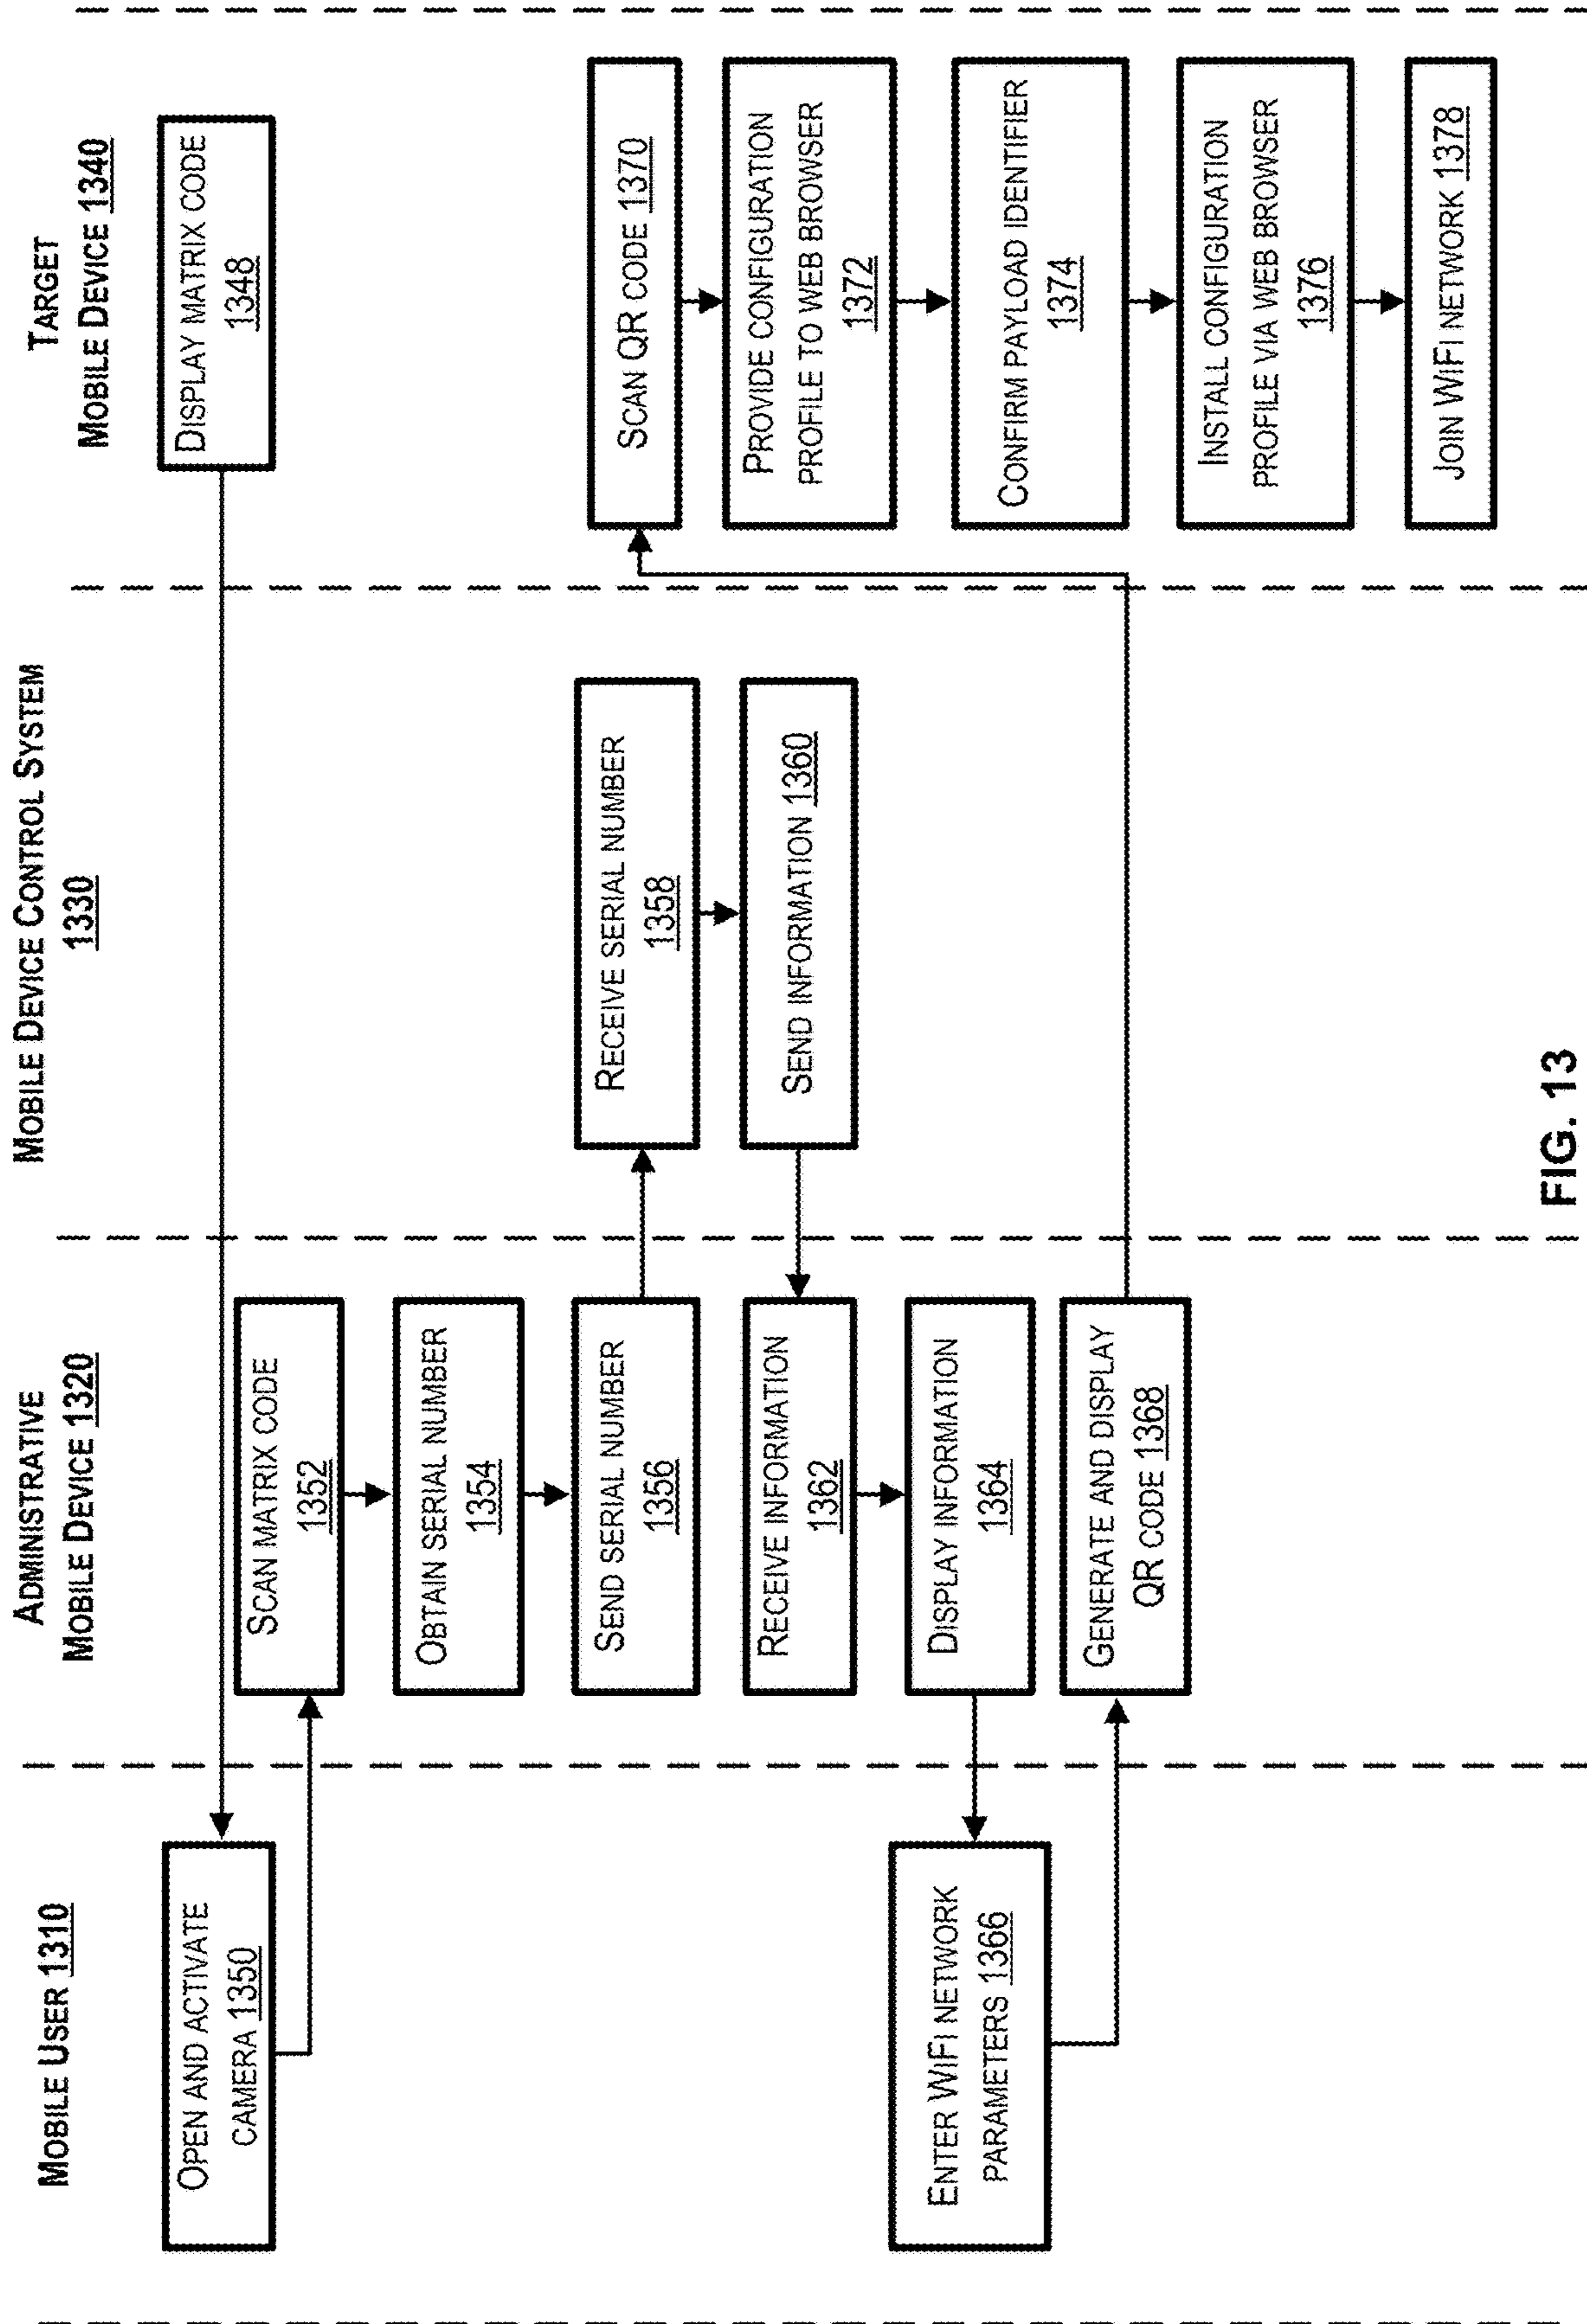 MOBILE USER 1310
ADMINISTRATIVE
MOBILE DEVICE 1320
MOBILE DEVICE CONTROL SYSTEM
1330
TARGET
MOBILE DEVICE 1340
OPEN AND ACTIVATE
CAMERA 1350
DISPLAY MATRIX CODE
1348
SCAN MATRIX CODE
1352
OBTAIN SERIAL NUMBER
1354
SEND SERIAL NUMBER
1356
RECEIVE SERIAL NUMBER
1358
SEND INFORMATION 1360
RECEIVE INFORMATION
1362
DISPLAY INFORMATION
1364
ENTER WIFI NETWORK
PARAMETERS 1366
GENERATE AND DISPLAY
QR CODE 1368
SCAN QR CODE 1370
PROVIDE CONFIGURATION
PROFILE TO WEB BROWSER
1372
CONFIRM PAYLOAD IDENTIFIER
1374
INSTALL CONFIGURATION
PROFILE VIA WEB BROWSER
1376
JOIN WIFI NETWORK 1378
FIG. 13